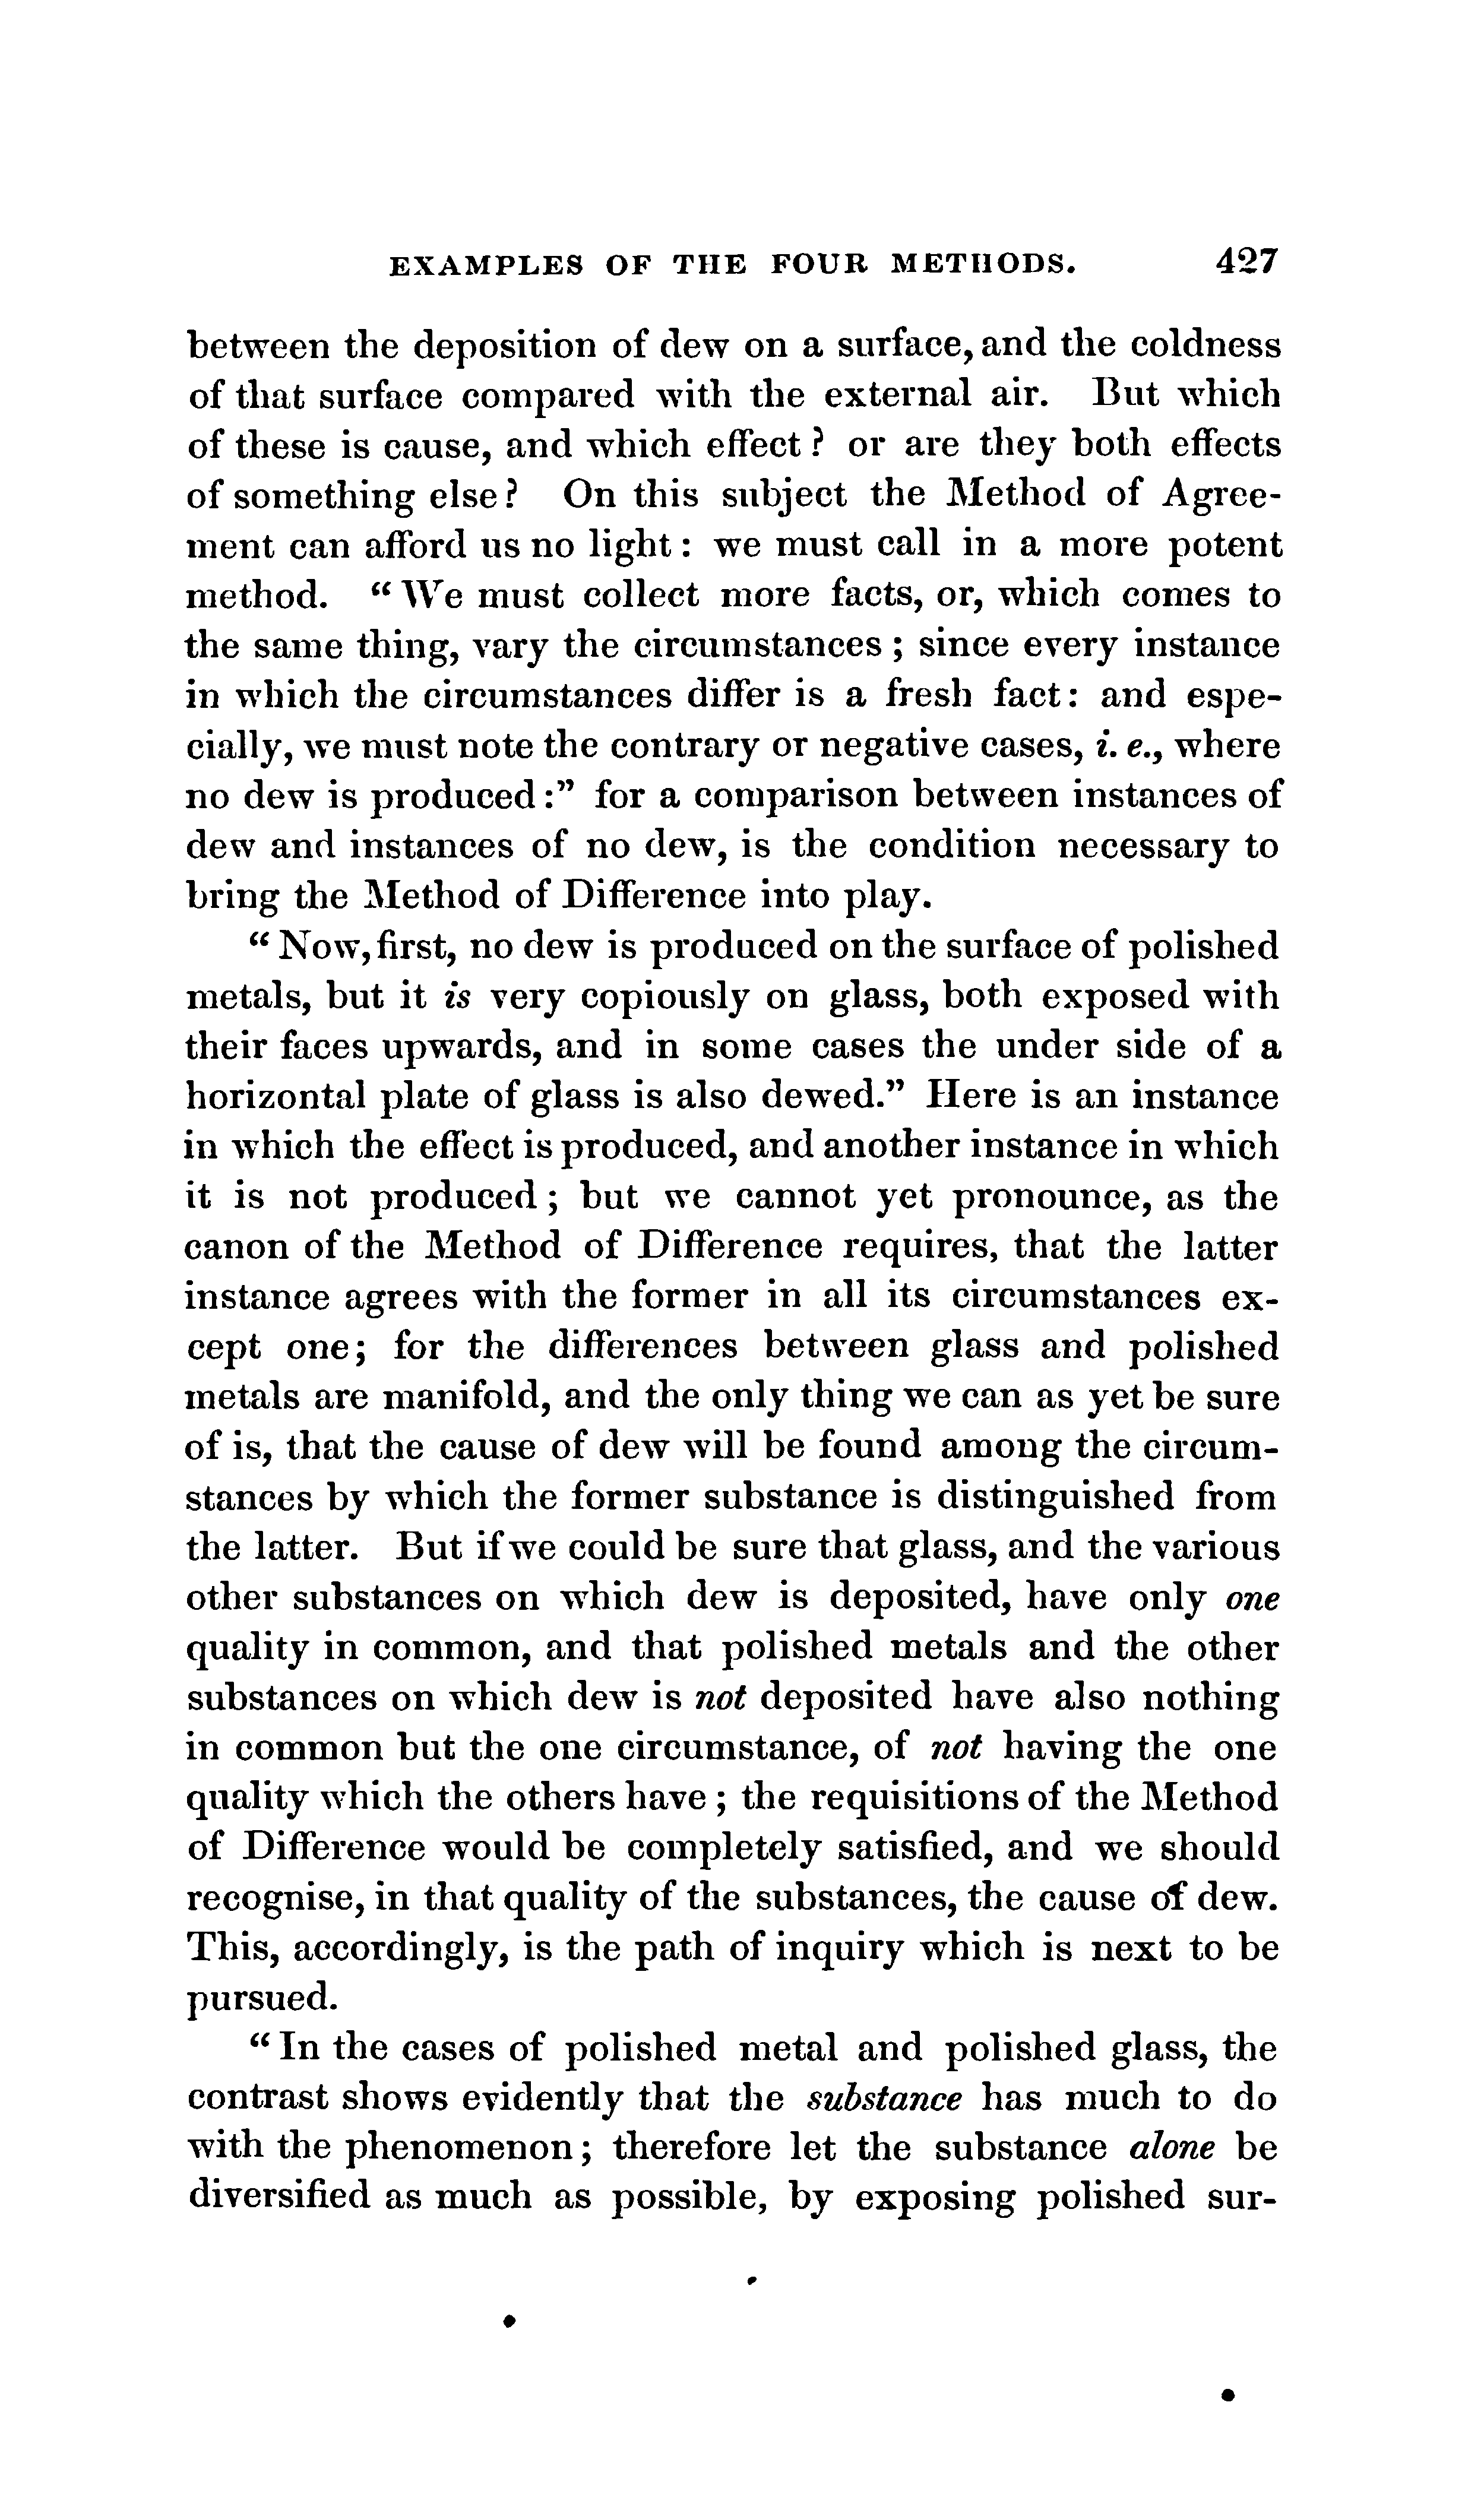 EXAMPLES OF THE FOUR METHODS. 427
between the deposition of dew on a surface, and the coldness
of that surface compared with the external air. But which
of these is cause, and which effect? or are they both effects
of something else? On this subject the Method of Agree-
ment can afford us no light: we must call in a more potent
method. “We must collect more facts, or, which comes to
the same thing, vary the circumstances; since every instance
in which the circumstances differ is a fresh fact: and espe-
cially, we must note the contrary or negative cases, i. e., where
no dew is produced:” for a comparison between instances of
dew and instances of no dew, is the condition necessary to
bring the Method of Difference into play.
“Now, first, no dew is produced on the surface of polished
metals, but it is very copiously on glass, both exposed with
their faces upwards, and in some cases the under side of a
horizontal plate of glass is also dewed.” Here is an instance
in which the effect is produced, and another instance in which
it is not produced; but we cannot yet pronounce, as the
canon of the Method of Difference requires, that the latter
instance agrees with the former in all its circumstances ex-
cept one; for the differences between glass and polished
metals are manifold, and the only thing we can as yet be sure
of is, that the cause of dew will be found among the circum-
stances by which the former substance is distinguished from
the latter. But if we could be sure that glass, and the various
other substances on which dew is deposited, have only one
quality in common, and that polished metals and the other
substances on which dew is not deposited have also nothing
in common but the one circumstance, of not having the one
quality which the others have; the requisitions of the Method
of Difference would be completely satisfied, and we should
recognise, in that quality of the substances, the cause of dew.
This, accordingly, is the path of inquiry which is next to be
pursued.
“In the cases of polished metal and polished glass, the
contrast shows evidently that the substance has much to do
with the phenomenon; therefore let the substance alone be
diversified as much as possible, by exposing polished sur-